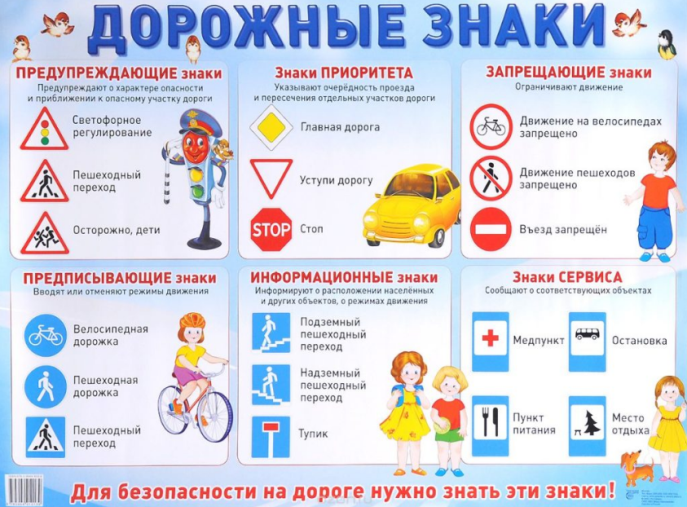 ДОРОЖНЫЕ ЗНАКИ
ПРЕДУПРЕЖДАЮЩИЕ знаки
Предупреждают о характере опасности
и приближении к опасному участку дороги
Светофорное
регулирование
Пешеходный
переход
Осторожно, дети
Знаки ПРИОРИТЕТА
Указывают очерёдность проезда
и пересечения отдельных участков дороги
Главная дорога
Уступи дорогу
STOP
Стоп
ЗАПРЕЩАЮЩИЕ знаки
Ограничивают движение
Движение на велосипедах
запрещено
Движение пешеходов
запрещено
Въезд запрещён
ПРЕДПИСЫВАЮЩИЕ знаки
Вводят или отменяют режимы движения
Велосипедная
дорожка
Пешеходная
дорожка
Пешеходный
переход
ИНФОРМАЦИОННЫЕ знаки
Информируют о расположении населённых
и других объектов, о режимах движения
Подземный
пешеходный
переход
Надземный
пешеходный
переход
Тупик
Знаки СЕРВИСА
Сообщают о соответствующих объектах
Медпункт
Остановка
Пункт
питания
Место
отдыха
Для безопасности на дороге нужно знать эти знаки!